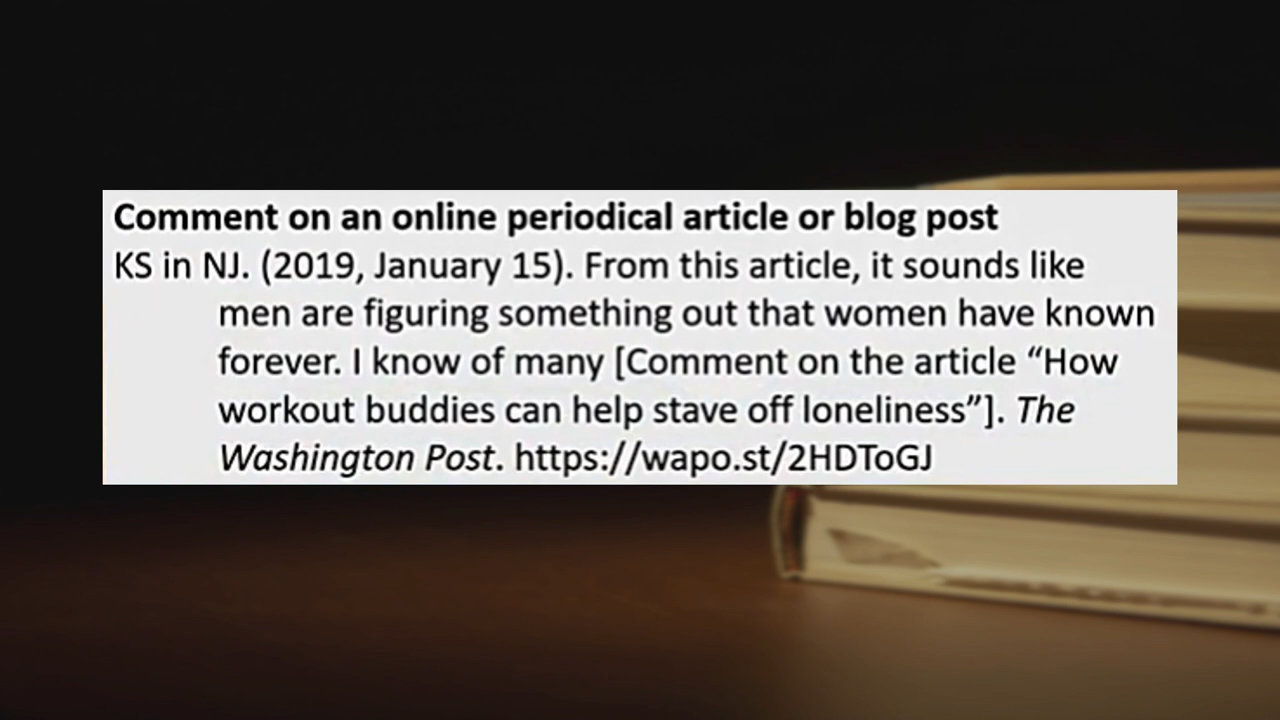 Comment on an online periodical article or blog post
KS in NJ. (2019, January 15). From this article, it sounds like
men are figuring something out that women have known
forever. I know of many [Comment on the article “How
workout buddies can help stave off loneliness”]. The
Washington Post. https://wapo.st/2HDToGJ